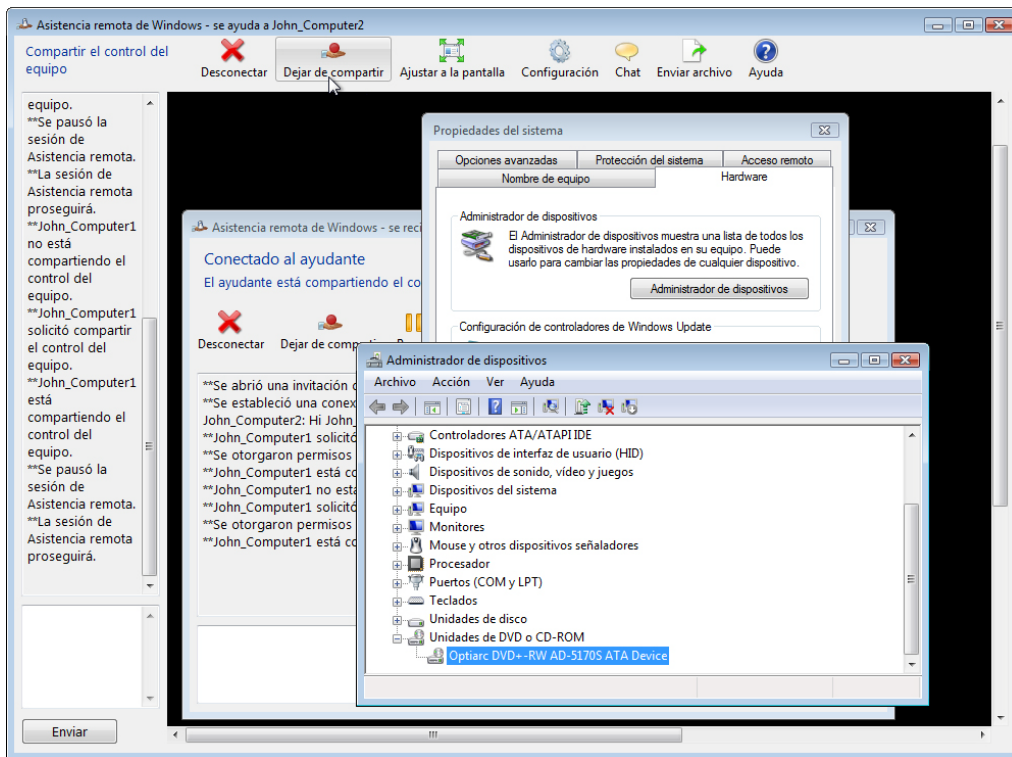 Asistencia remota de Windows - se ayuda a John_Computer2
Compartir el control del
equipo
Desconectar
Dejar de compartir
Ajustar a la pantalla
Configuración
Chat
Enviar archivo
Ayuda
equipo.
**Se pausó la
sesión de
Asistencia remota.
**La sesión de
Asistencia remota
proseguirá.
**John_Computer1
no está
compartiendo el
control del
equipo.
**John_Computer1
solicitó compartir
el control del
equipo.
**John_Computer1
está
compartiendo el
control del
equipo.
**Se pausó la
sesión de
Asistencia remota.
**La sesión de
Asistencia remota
proseguirá.
Enviar
Asistencia remota de Windows - se reci
Conectado al ayudante
El ayudante está compartiendo el co
Desconectar
Dejar de compartir
**Se abrió una invitación
**Se estableció una conex
John_Computer2: Hi John_
**John_Computer1 solicitó
**Se otorgaron permisos
**John_Computer1 está co
**John_Computer1 no está
**John_Computer1 solicitó
**Se otorgaron permisos
**John_Computer1 está co
Propiedades del sistema
Opciones avanzadas
Protección del sistema
Acceso remoto
Nombre de equipo
Hardware
Administrador de dispositivos
El Administrador de dispositivos muestra una lista de todos los
dispositivos de hardware instalados en su equipo. Puede
usarlo para cambiar las propiedades de cualquier dispositivo.
Administrador de dispositivos
Configuración de controladores de Windows Update
Administrador de dispositivos
Archivo
Acción
Ver
Ayuda
Controladores ATA/ATAPI IDE
Dispositivos de interfaz de usuario (HID)
Dispositivos de sonido, vídeo y juegos
Dispositivos del sistema
Equipo
Monitores
Mouse y otros dispositivos señaladores
Procesador
Puertos (COM y LPT)
Teclados
Unidades de disco
Unidades de DVD o CD-ROM
Optiarc DVD+-RW AD-5170S ATA Device